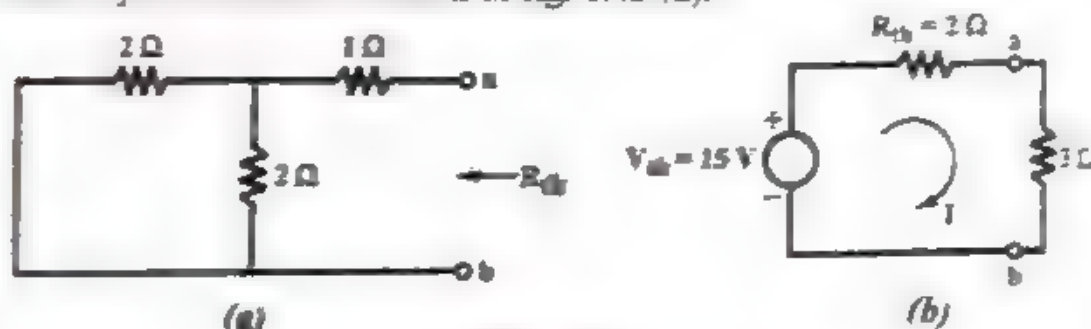 2 Ω
1 Ω
a
2 Ω
R_th
b
(a)
R_th = 2 Ω
a
+
V_th = 15 V
−
I
b
(b)